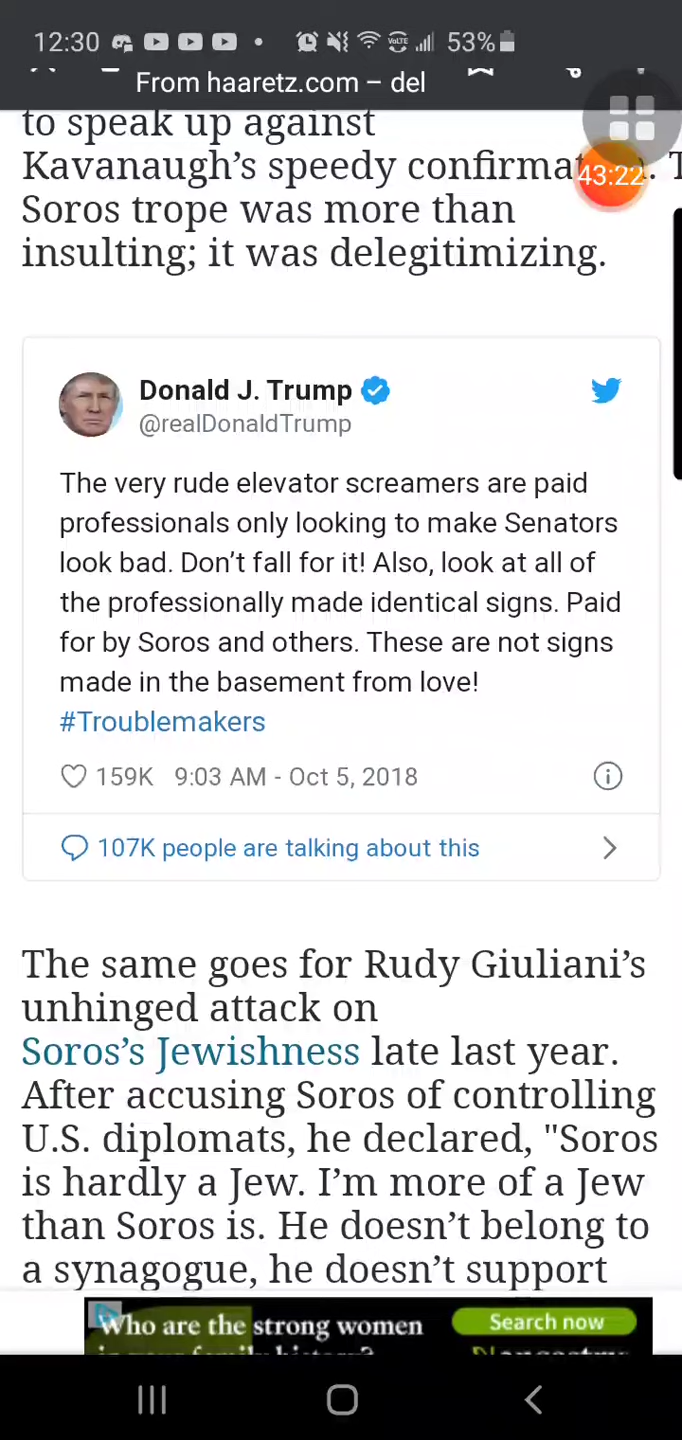 12:30 53%
From haaretz.com – del
to speak up against
Kavanaugh's speedy
43:22
Soros trope was more than
insulting; it was delegitimizing.
Donald J. Trump
@realDonaldTrump
The very rude elevator screamers are paid
professionals only looking to make Senators
look bad. Don't fall for it! Also, look at all of
the professionally made identical signs. Paid
for by Soros and others. These are not signs
made in the basement from love!
#Troublemakers
159K 9:03 AM - Oct 5, 2018
107K people are talking about this
The same goes for Rudy Giuliani's
unhinged attack on
Soros's Jewishness late last year.
After accusing Soros of controlling
U.S. diplomats, he declared, "Soros
is hardly a Jew. I'm more of a Jew
than Soros is. He doesn't belong to
a synagogue, he doesn't support
Who are the strong women
Search now